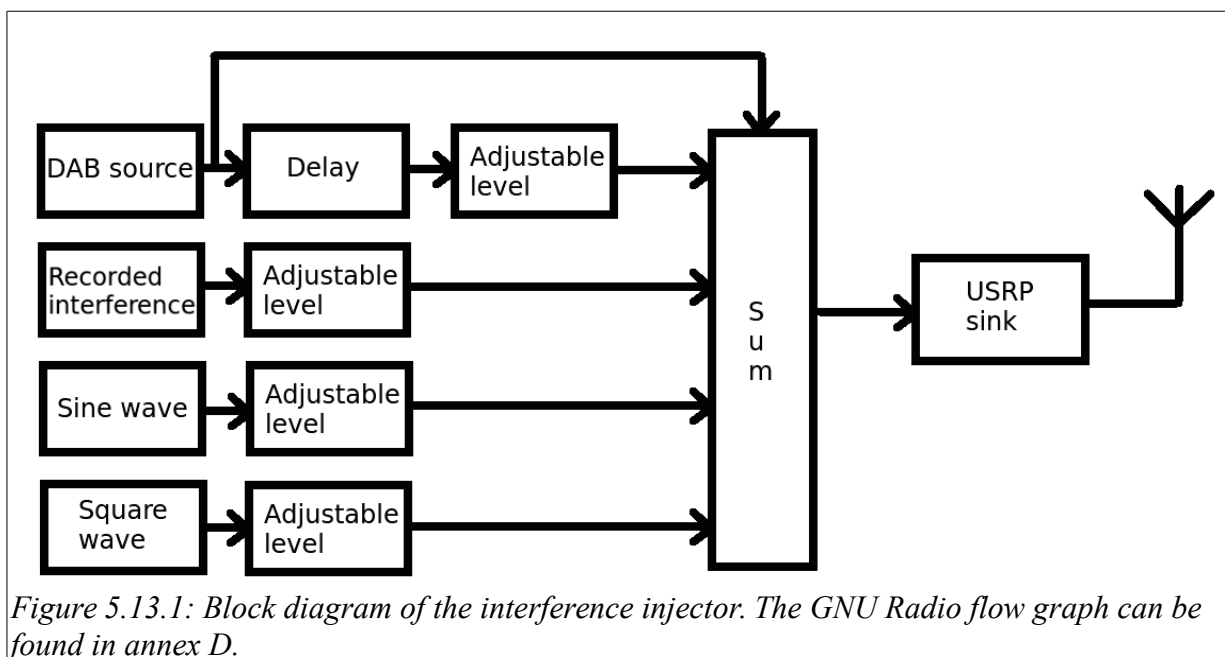 DAB source
Delay
Adjustable
level
Recorded
interference
Adjustable
level
Sine wave
Adjustable
level
Square
wave
Adjustable
level
S
u
m
USRP
sink
Figure 5.13.1: Block diagram of the interference injector. The GNU Radio flow graph can be
found in annex D.